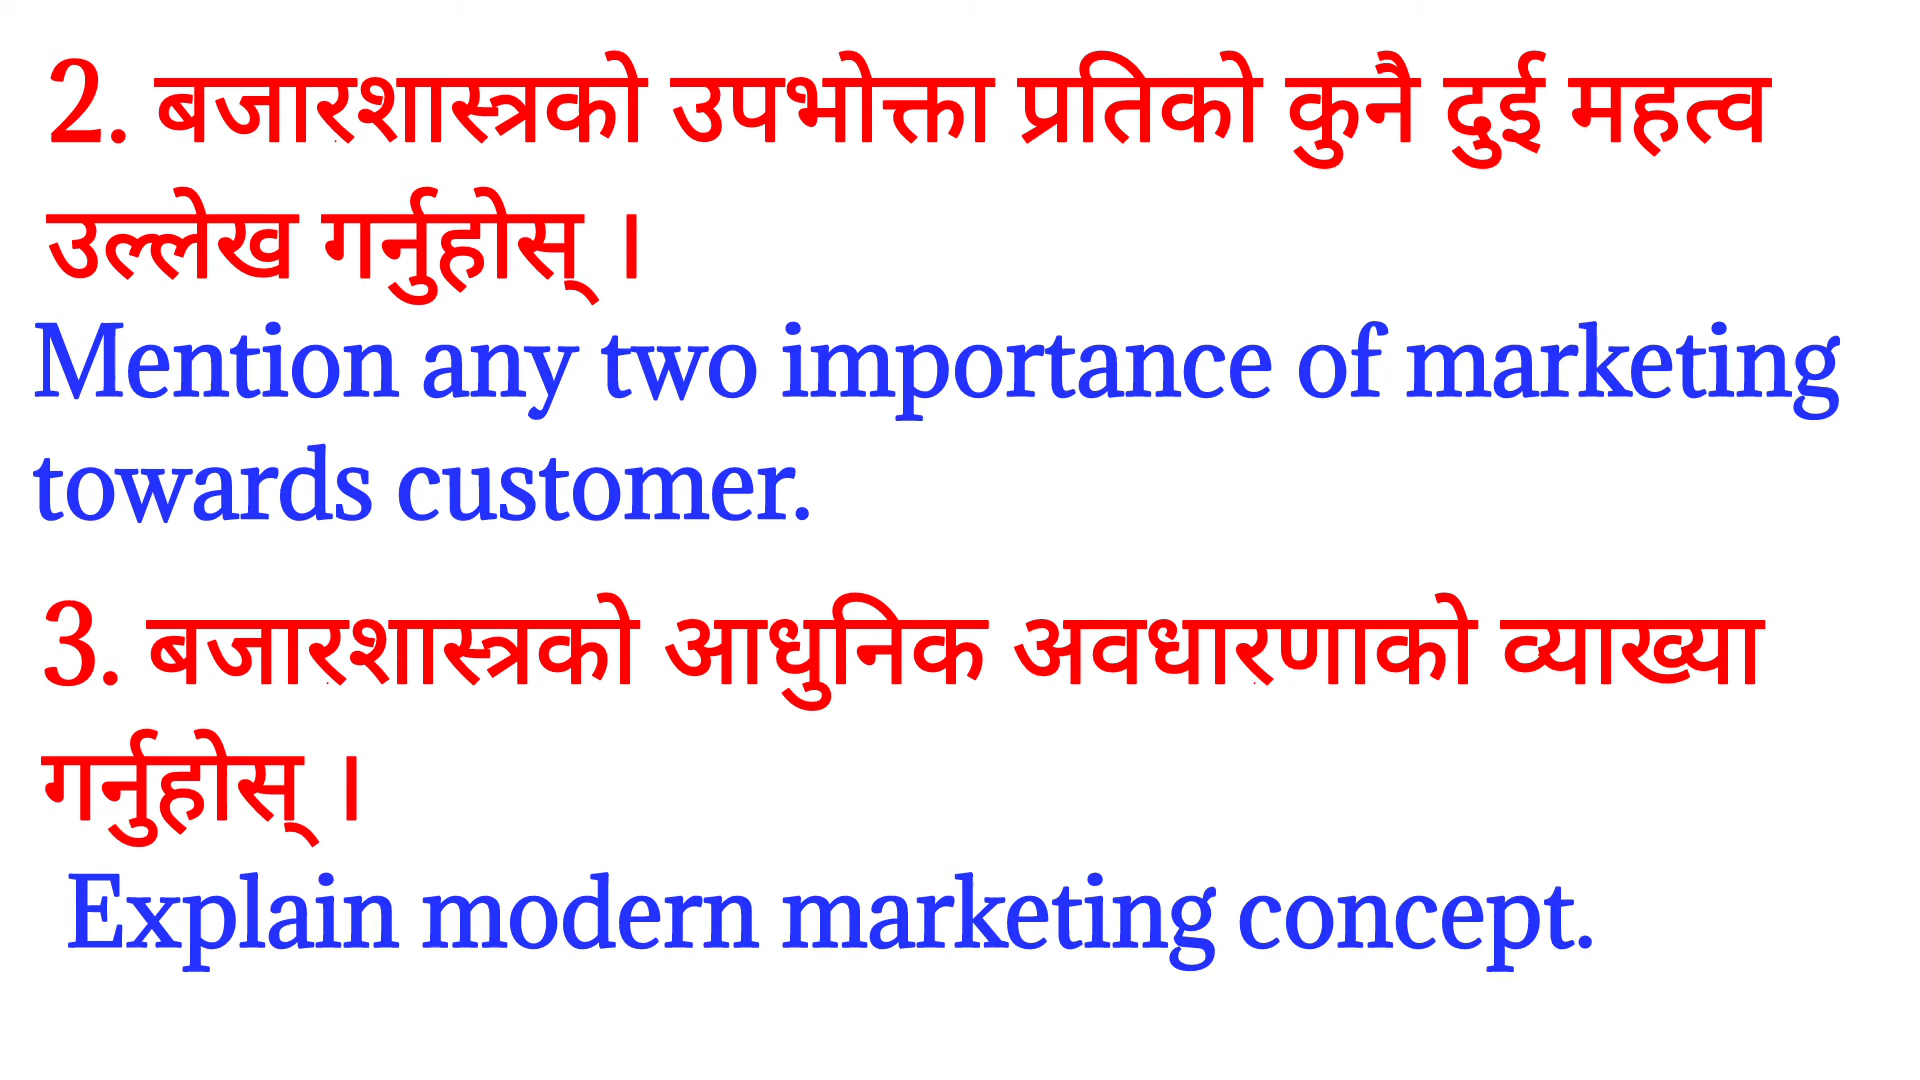 2. बजारशास्त्रको उपभोक्ता प्रतिको कुनै दुई महत्व
उल्लेख गर्नुहोस् ।
Mention any two importance of marketing
towards customer.
3. बजारशास्त्रको आधुनिक अवधारणाको व्याख्या
गर्नुहोस् ।
Explain modern marketing concept.